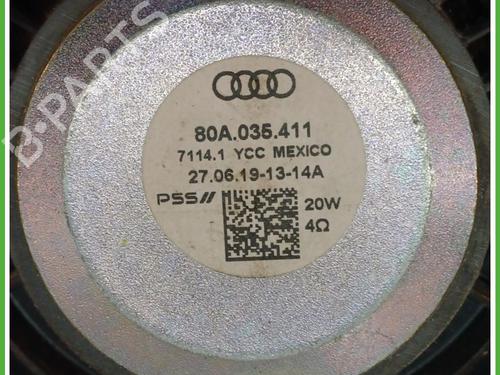 B-PARTS
80A.035.411
7114.1 YCC MEXICO
27.06.19-13-14A
PSS//
20W
4Ω